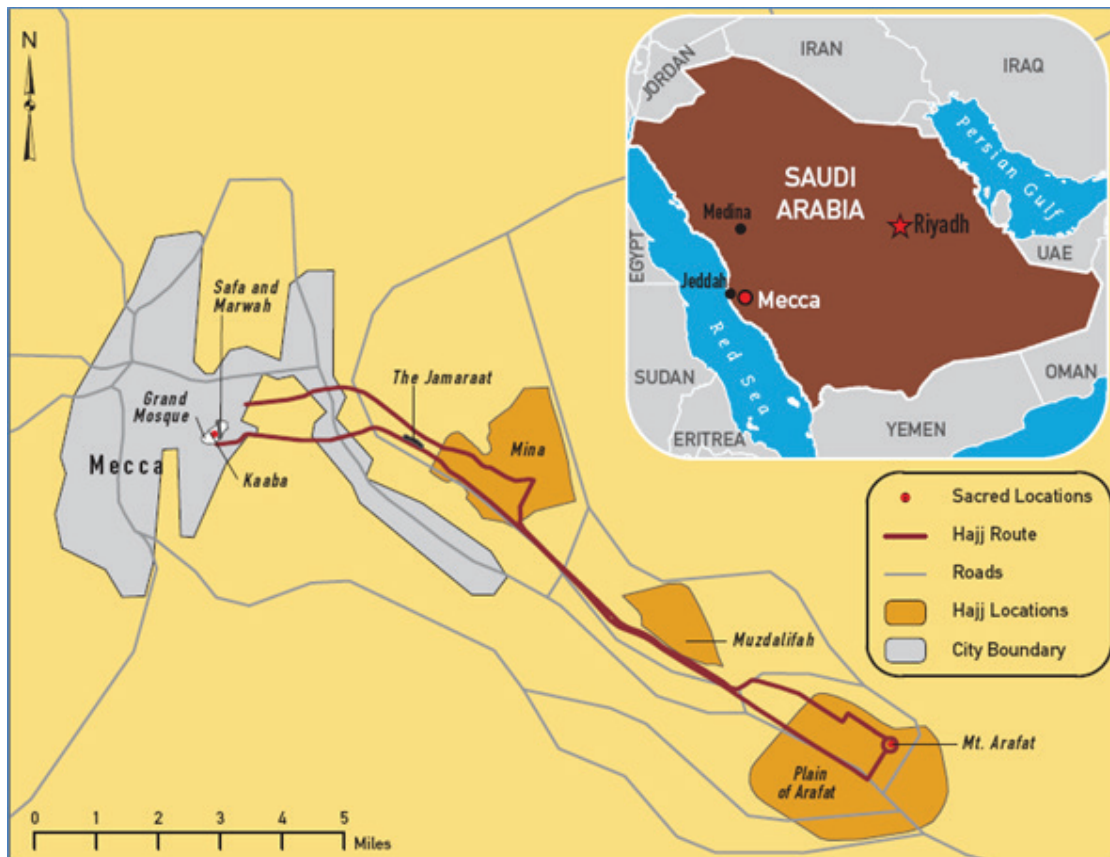 N
Safa and
Marwah
Grand
Mosque
Mecca
Kaaba
The Jamaraat
Mina
Muzdalifah
Mt. Arafat
Plain
of Arafat
0 1 2 3 4 5
Miles
JORDAN
IRAN
IRAQ
Persian Gulf
SAUDI
ARABIA
Medina
Riyadh
EGYPT
UAE
Jeddah
Mecca
Red Sea
OMAN
SUDAN
ERITREA
YEMEN
Sacred Locations
Hajj Route
Roads
Hajj Locations
City Boundary